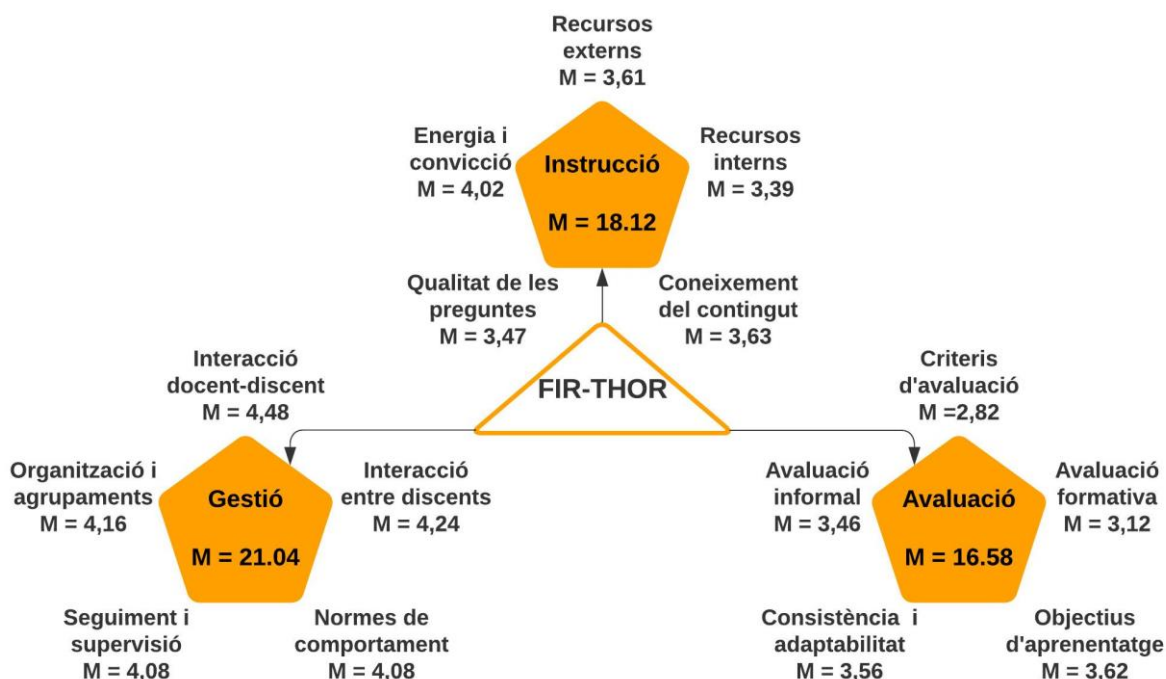 Recursos
externs
M = 3,61
Energia i
convicció
M = 4,02
Instrucció
M = 18.12
Recursos
interns
M = 3,39
Qualitat de les
preguntes
M = 3,47
Coneixement
del contingut
M = 3,63
FIR-THOR
Interacció
docent-discent
M = 4,48
Organització i
agrupaments
M = 4,16
Gestió
M = 21.04
Interacció
entre discents
M = 4,24
Seguiment i
supervisió
M = 4,08
Normes de
comportament
M = 4,08
Criteris
d'avaluació
M =2,82
Avaluació
informal
M = 3,46
Avaluació
M = 16.58
Avaluació
formativa
M = 3,12
Consistència i
adaptabilitat
M = 3,56
Objectius
d'aprenentatge
M = 3,62